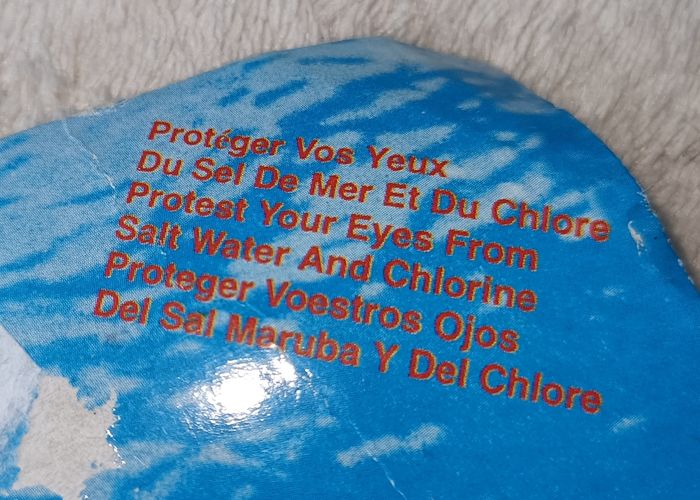 Protéger Vos Yeux
Du Sel De Mer Et Du Chlore
Protest Your Eyes From
Salt Water And Chlorine
Proteger Voestros Ojos
Del Sal Maruba Y Del Chlore